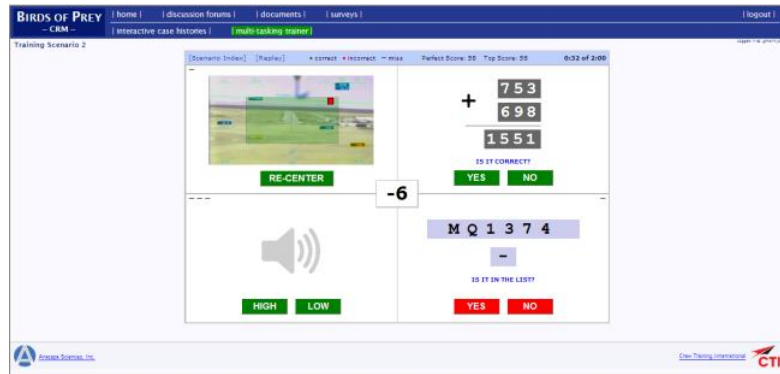 BIRDS OF PREY
– CRM –
| home |
| discussion forums |
| documents |
| surveys |
| logout |
| interactive case histories |
| multi-tasking trainer |
Training Scenario 2
[Scenario Index] [Replay] • correct • incorrect – miss Perfect Score: 98 Top Score: 0:32 of 2:00
+ 753
698
1551
IS IT CORRECT?
RE-CENTER
YES NO
-6
MQ1374
–
IS IT IN THE LIST?
HIGH LOW
YES NO
Anacapa Sciences, Inc.
Crew Training International
CTI